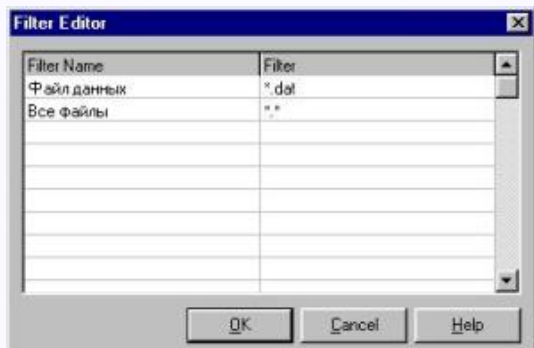 Filter Editor
Filter Name Filter
Файл данных *.dat
Все файлы *.*
OK Cancel Help